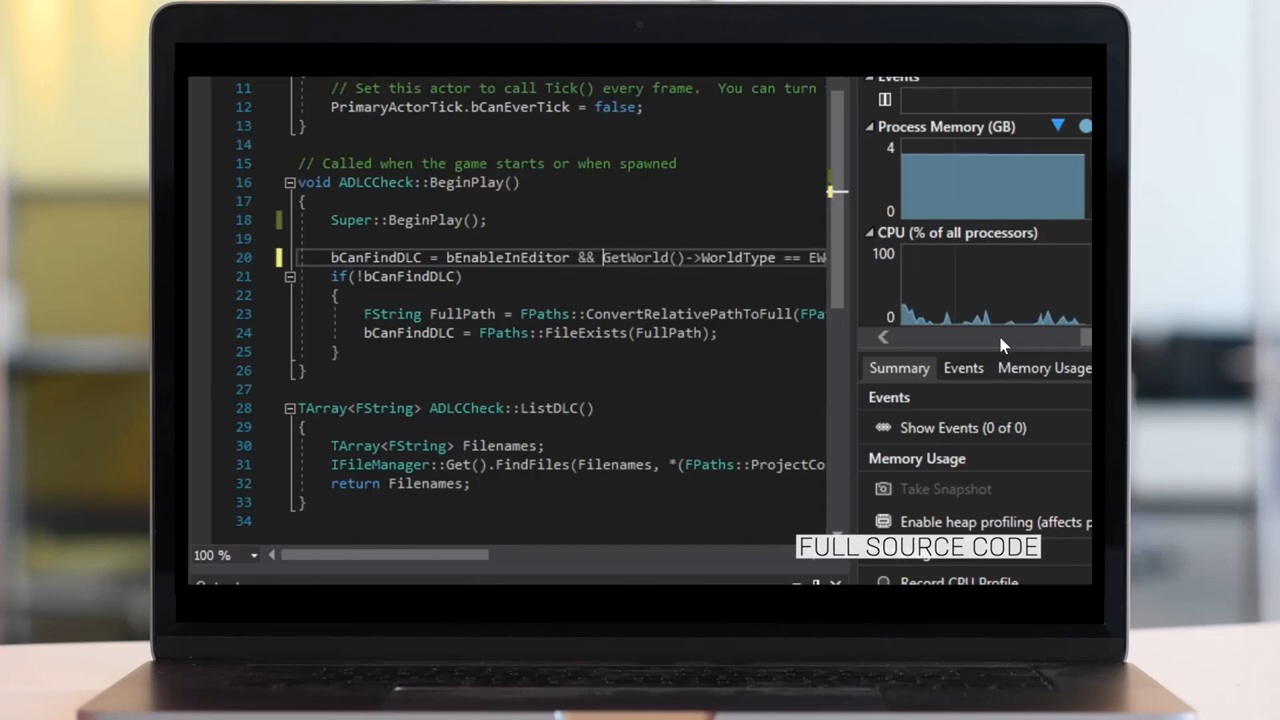 11 // Set this actor to call Tick() every frame. You can turn
12 PrimaryActorTick.bCanEverTick = false;
13 }
14
15 // Called when the game starts or when spawned
16 void ADLCCheck::BeginPlay()
17 {
18 Super::BeginPlay();
19
20 bCanFindDLC = bEnableInEditor && GetWorld()->WorldType == EW
21 if(!bCanFindDLC)
22 {
23 FString FullPath = FPaths::ConvertRelativePathToFull(FPa
24 bCanFindDLC = FPaths::FileExists(FullPath);
25 }
26 }
27
28 TArray<FString> ADLCCheck::ListDLC()
29 {
30 TArray<FString> Filenames;
31 IFileManager::Get().FindFiles(Filenames, *(FPaths::ProjectCo
32 return Filenames;
33 }
34
100 %
Events
Process Memory (GB)
4
0
CPU (% of all processors)
100
0
Summary Events Memory Usage
Events
Show Events (0 of 0)
Memory Usage
Take Snapshot
Enable heap profiling (affects p
Record CPU Profile
FULL SOURCE CODE